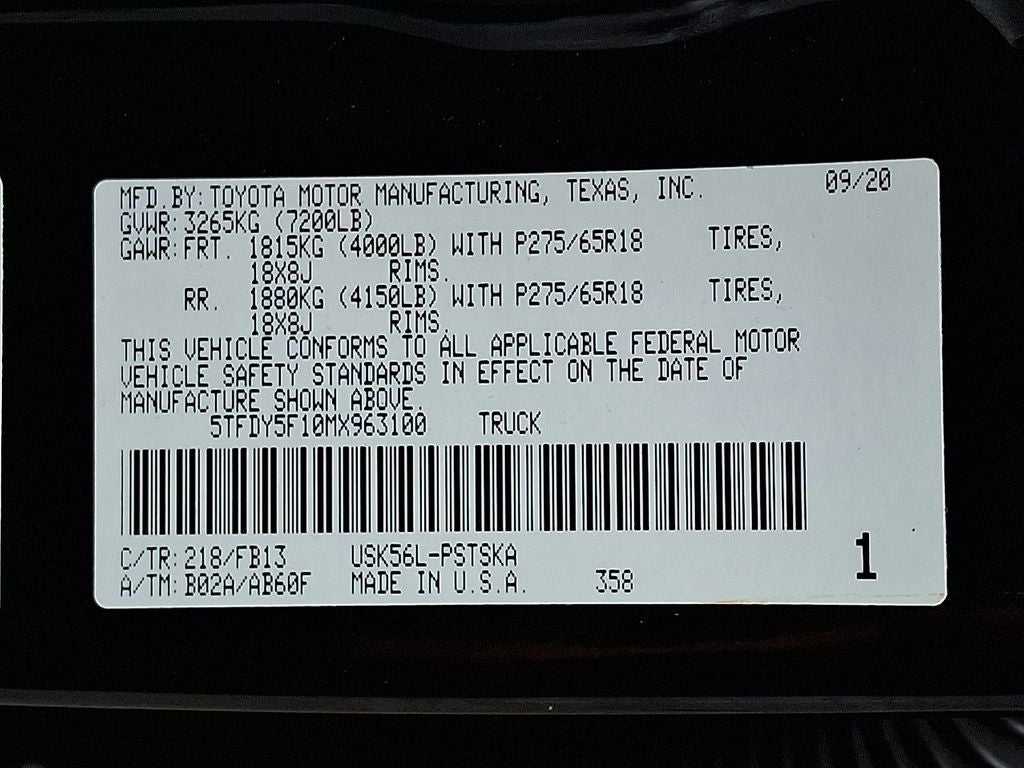 MFD.BY:TOYOTA MOTOR MANUFACTURING, TEXAS, INC. 09/20
GVWR:3265KG (7200LB)
GAWR:FRT. 1815KG (4000LB) WITH P275/65R18 TIRES,
18X8J RIMS.
RR. 1880KG (4150LB) WITH P275/65R18 TIRES,
18X8J RIMS.
THIS VEHICLE CONFORMS TO ALL APPLICABLE FEDERAL MOTOR
VEHICLE SAFETY STANDARDS IN EFFECT ON THE DATE OF
MANUFACTURE SHOWN ABOVE.
5TFDY5F10MX963100 TRUCK
C/TR:218/FB13 USK56L-PSTSKA
A/TM:B02A/AB60F MADE IN U.S.A. 358
1